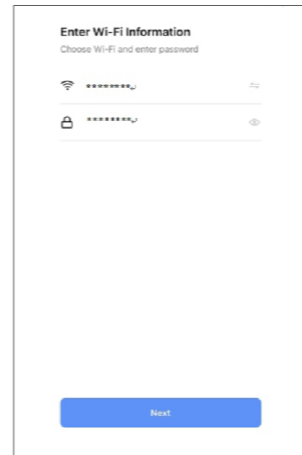 Enter Wi-Fi Information
Choose Wi-Fi and enter password
********
********
Next